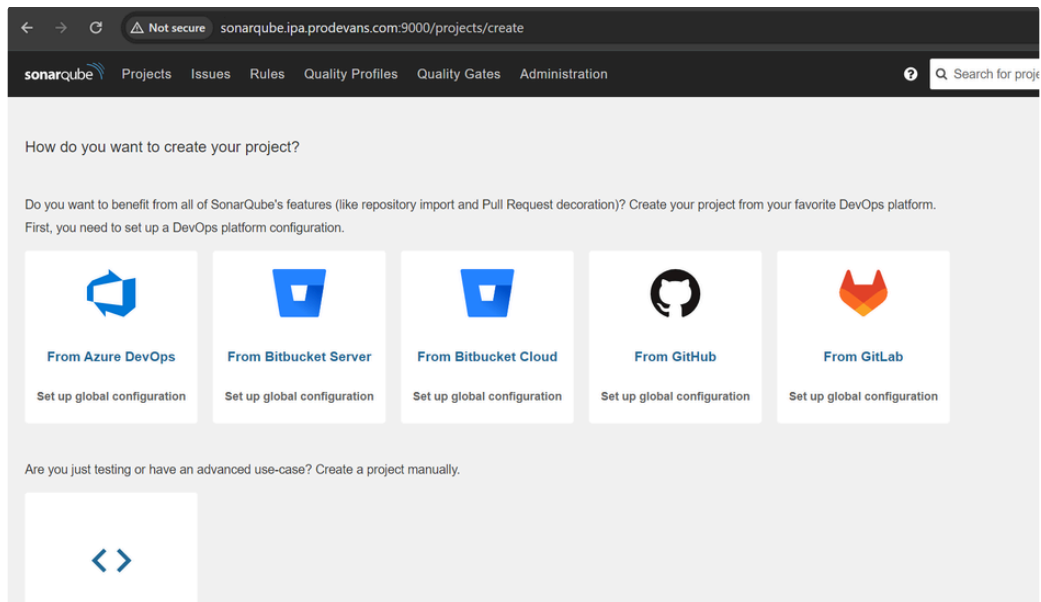 Not secure sonarqube.ipa.prodevans.com:9000/projects/create
sonarqube Projects Issues Rules Quality Profiles Quality Gates Administration ? Search for proje
How do you want to create your project?
Do you want to benefit from all of SonarQube's features (like repository import and Pull Request decoration)? Create your project from your favorite DevOps platform.
First, you need to set up a DevOps platform configuration.
From Azure DevOps From Bitbucket Server From Bitbucket Cloud From GitHub From GitLab
Set up global configuration Set up global configuration Set up global configuration Set up global configuration Set up global configuration
Are you just testing or have an advanced use-case? Create a project manually.